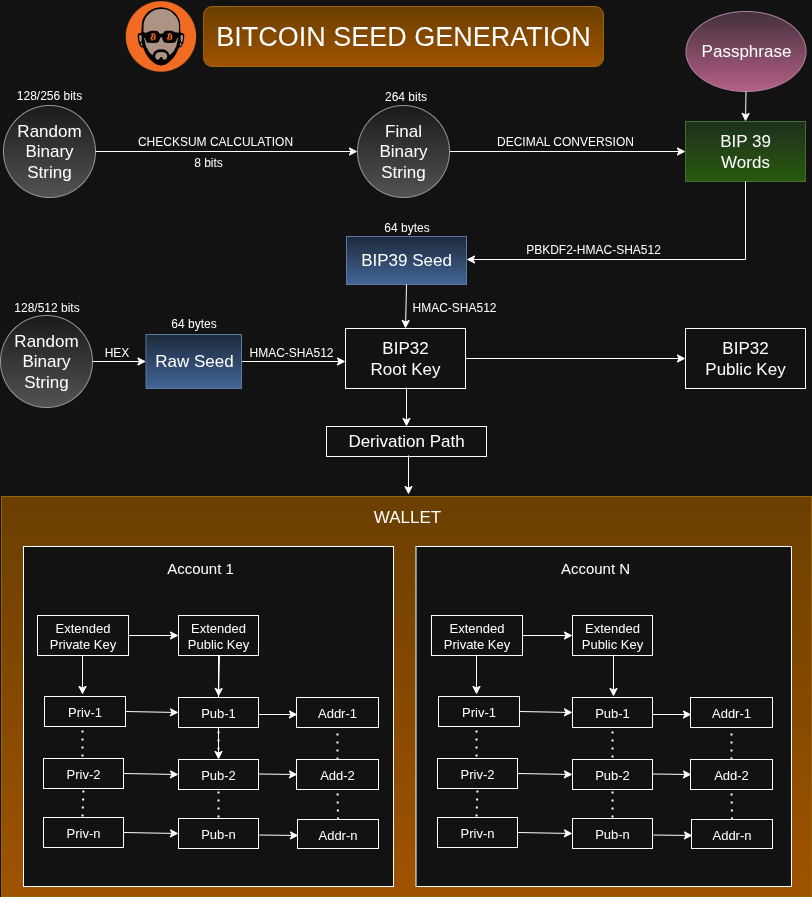 BITCOIN SEED GENERATION
Passphrase
128/256 bits
Random
Binary
String
CHECKSUM CALCULATION
8 bits
264 bits
Final
Binary
String
DECIMAL CONVERSION
BIP 39
Words
64 bytes
BIP39 Seed
PBKDF2-HMAC-SHA512
HMAC-SHA512
128/512 bits
Random
Binary
String
HEX
64 bytes
Raw Seed
HMAC-SHA512
BIP32
Root Key
BIP32
Public Key
Derivation Path
WALLET
Account 1
Extended
Private Key
Extended
Public Key
Priv-1
Pub-1
Addr-1
Priv-2
Pub-2
Add-2
Priv-n
Pub-n
Addr-n
Account N
Extended
Private Key
Extended
Public Key
Priv-1
Pub-1
Addr-1
Priv-2
Pub-2
Add-2
Priv-n
Pub-n
Addr-n